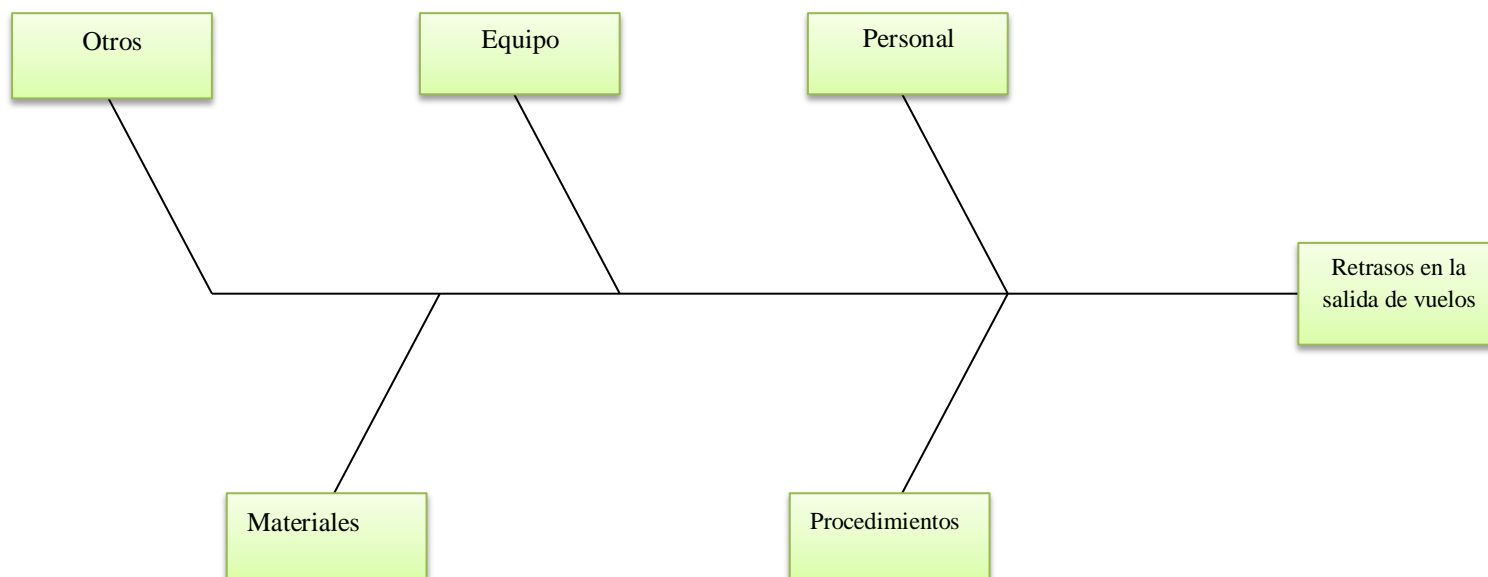 Otros
Equipo
Personal
Retrasos en la
salida de vuelos
Materiales
Procedimientos